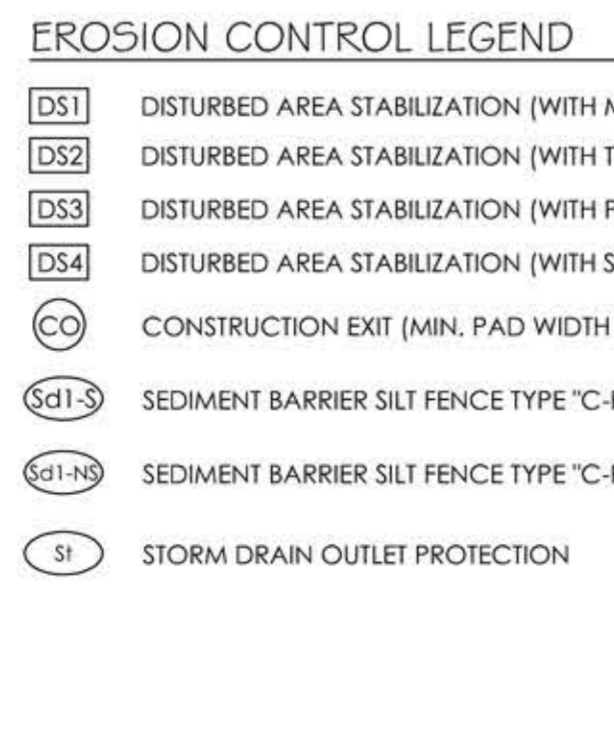 EROSION CONTROL LEGEND
DS1 DISTURBED AREA STABILIZATION (WITH
DS2 DISTURBED AREA STABILIZATION (WITH
DS3 DISTURBED AREA STABILIZATION (WITH
DS4 DISTURBED AREA STABILIZATION (WITH
CO CONSTRUCTION EXIT (MIN. PAD WIDTH
Sd1-S SEDIMENT BARRIER SILT FENCE TYPE "C-
Sd1-NS SEDIMENT BARRIER SILT FENCE TYPE "C-
St STORM DRAIN OUTLET PROTECTION